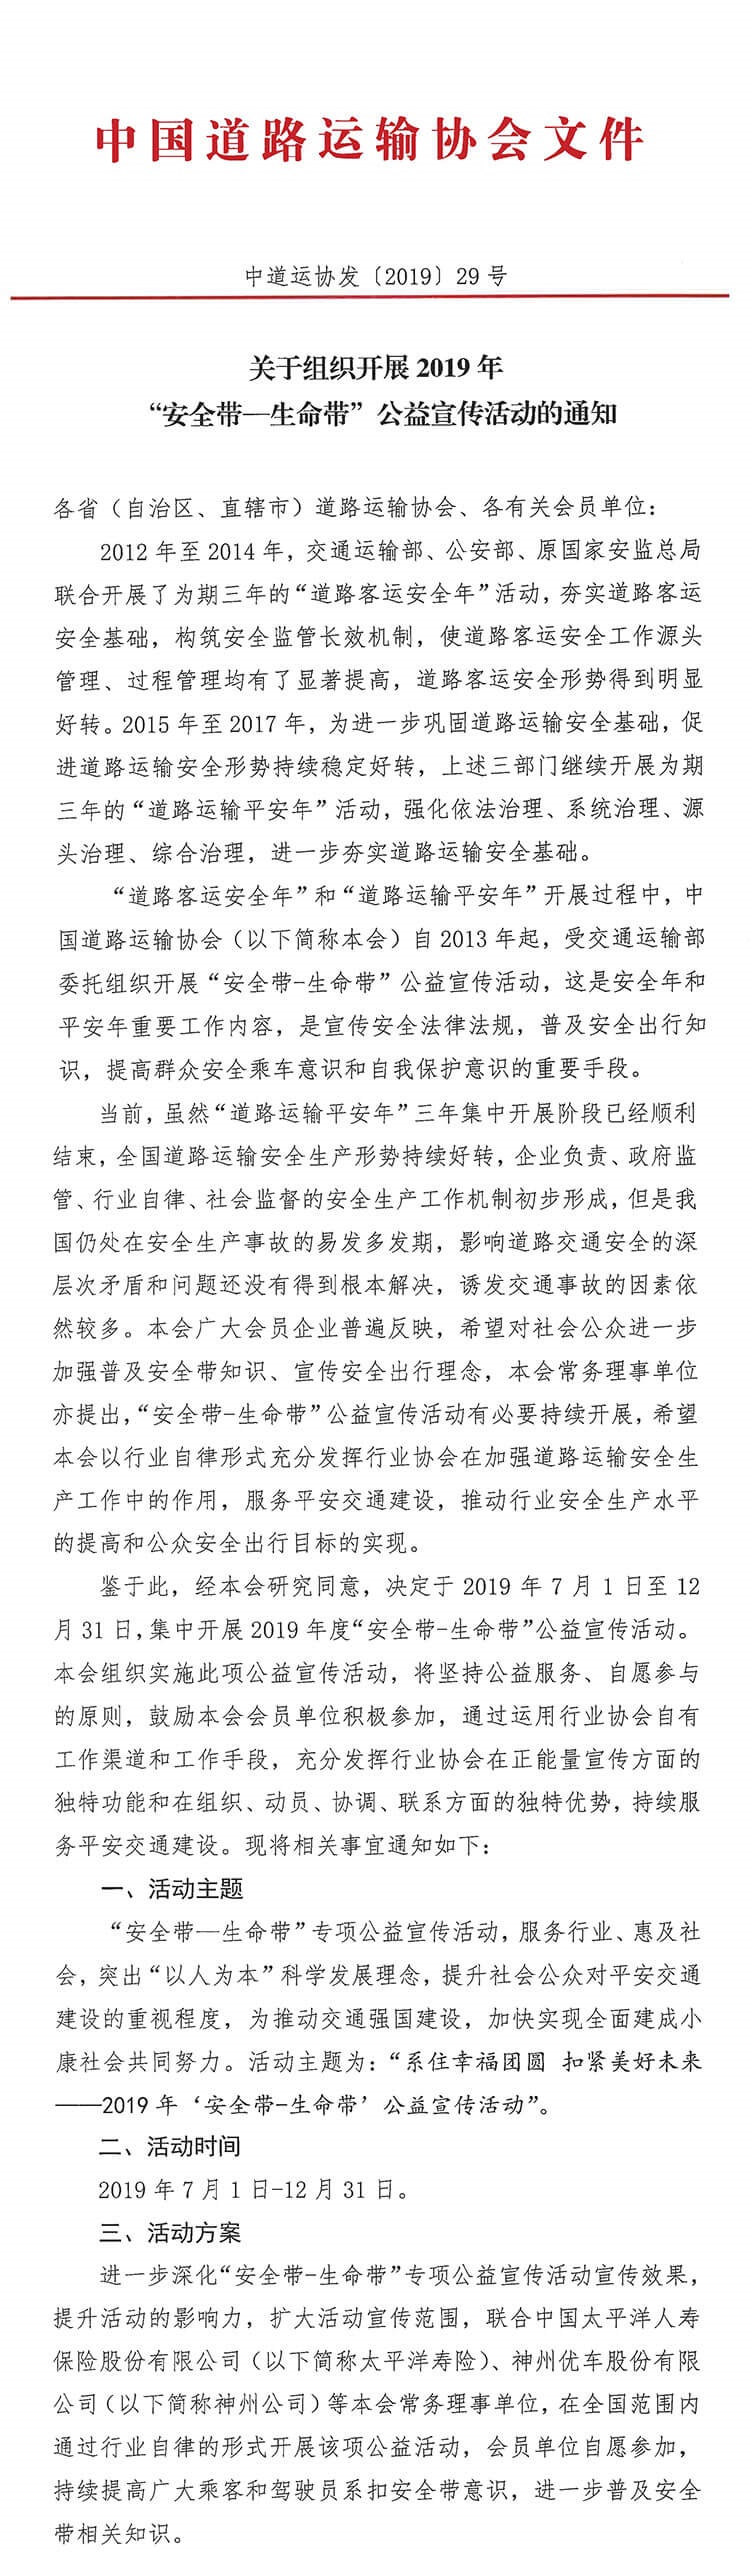 中国道路运输协会文件
中道运协发〔2019〕29 号
关于组织开展 2019 年
“安全带—生命带”公益宣传活动的通知
各省（自治区、直辖市）道路运输协会、各有关会员单位：
2012 年至 2014 年，交通运输部、公安部、原国家安监总局
联合开展了为期三年的“道路客运安全年”活动，夯实道路客运
安全基础，构筑安全监管长效机制，使道路客运安全工作源头
管理、过程管理均有了显著提高，道路客运安全形势得到明显
好转。2015 年至 2017 年，为进一步巩固道路运输安全基础，促
进道路运输安全形势持续稳定好转，上述三部门继续开展为期
三年的“道路运输平安年”活动，强化依法治理、系统治理、源
头治理、综合治理，进一步夯实道路运输安全基础。
“道路客运安全年”和“道路运输平安年”开展过程中，中
国道路运输协会（以下简称本会）自 2013 年起，受交通运输部
委托组织开展“安全带-生命带”公益宣传活动，这是安全年和
平安年重要工作内容，是宣传安全法律法规，普及安全出行知
识，提高群众安全乘车意识和自我保护意识的重要手段。
当前，虽然“道路运输平安年”三年集中开展阶段已经顺利
结束，全国道路运输安全生产形势持续好转，企业负责、政府监
管、行业自律、社会监督的安全生产工作机制初步形成，但是我
国仍处在安全生产事故的易发多发期，影响道路交通安全的深
层次矛盾和问题还没有得到根本解决，诱发交通事故的因素依
然较多。本会广大会员企业普遍反映，希望对社会公众进一步
加强普及安全带知识、宣传安全出行理念，本会常务理事单位
亦提出，“安全带-生命带”公益宣传活动有必要持续开展，希望
本会以行业自律形式充分发挥行业协会在加强道路运输安全生
产工作中的作用，服务平安交通建设，推动行业安全生产水平
的提高和公众安全出行目标的实现。
鉴于此，经本会研究同意，决定于 2019 年 7 月 1 日至 12
月 31 日，集中开展 2019 年度“安全带-生命带”公益宣传活动。
本会组织实施此项公益宣传活动，将坚持公益服务、自愿参与
的原则，鼓励本会会员单位积极参加，通过运用行业协会自有
工作渠道和工作手段，充分发挥行业协会在正能量宣传方面的
独特功能和在组织、动员、协调、联系方面的独特优势，持续服
务平安交通建设。现将相关事宜通知如下：
一、活动主题
“安全带—生命带”专项公益宣传活动，服务行业、惠及社
会，突出“以人为本”科学发展理念，提升社会公众对平安交通
建设的重视程度，为推动交通强国建设，加快实现全面建成小
康社会共同努力。活动主题为：“系住幸福团圆 扣紧美好未来
——2019 年‘安全带-生命带’公益宣传活动”。
二、活动时间
2019 年 7 月 1 日-12 月 31 日。
三、活动方案
进一步深化“安全带-生命带”专项公益宣传活动宣传效果，
提升活动的影响力，扩大活动宣传范围，联合中国太平洋人寿
保险股份有限公司（以下简称太平洋寿险）、神州优车股份有限
公司（以下简称神州公司）等本会常务理事单位，在全国范围内
通过行业自律的形式开展该项公益活动，会员单位自愿参加，
持续提高广大乘客和驾驶员系扣安全带意识，进一步普及安全
带相关知识。